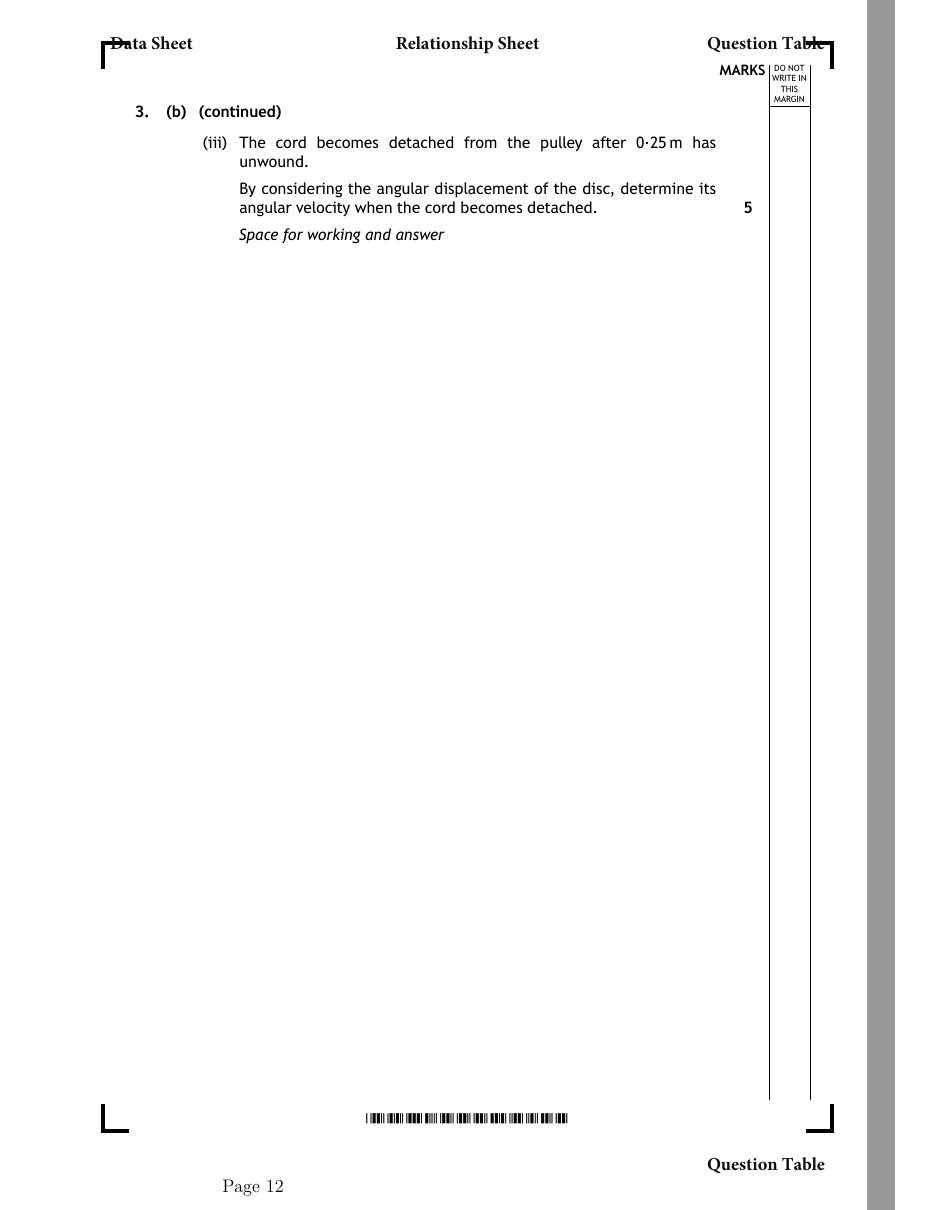 Data Sheet Relationship Sheet Question Table
MARKS
DO NOT
WRITE IN
THIS
MARGIN
3. (b) (continued)
(iii) The cord becomes detached from the pulley after 0·25 m has
unwound.
By considering the angular displacement of the disc, determine its
angular velocity when the cord becomes detached. 5
Space for working and answer
Question Table
Page 12